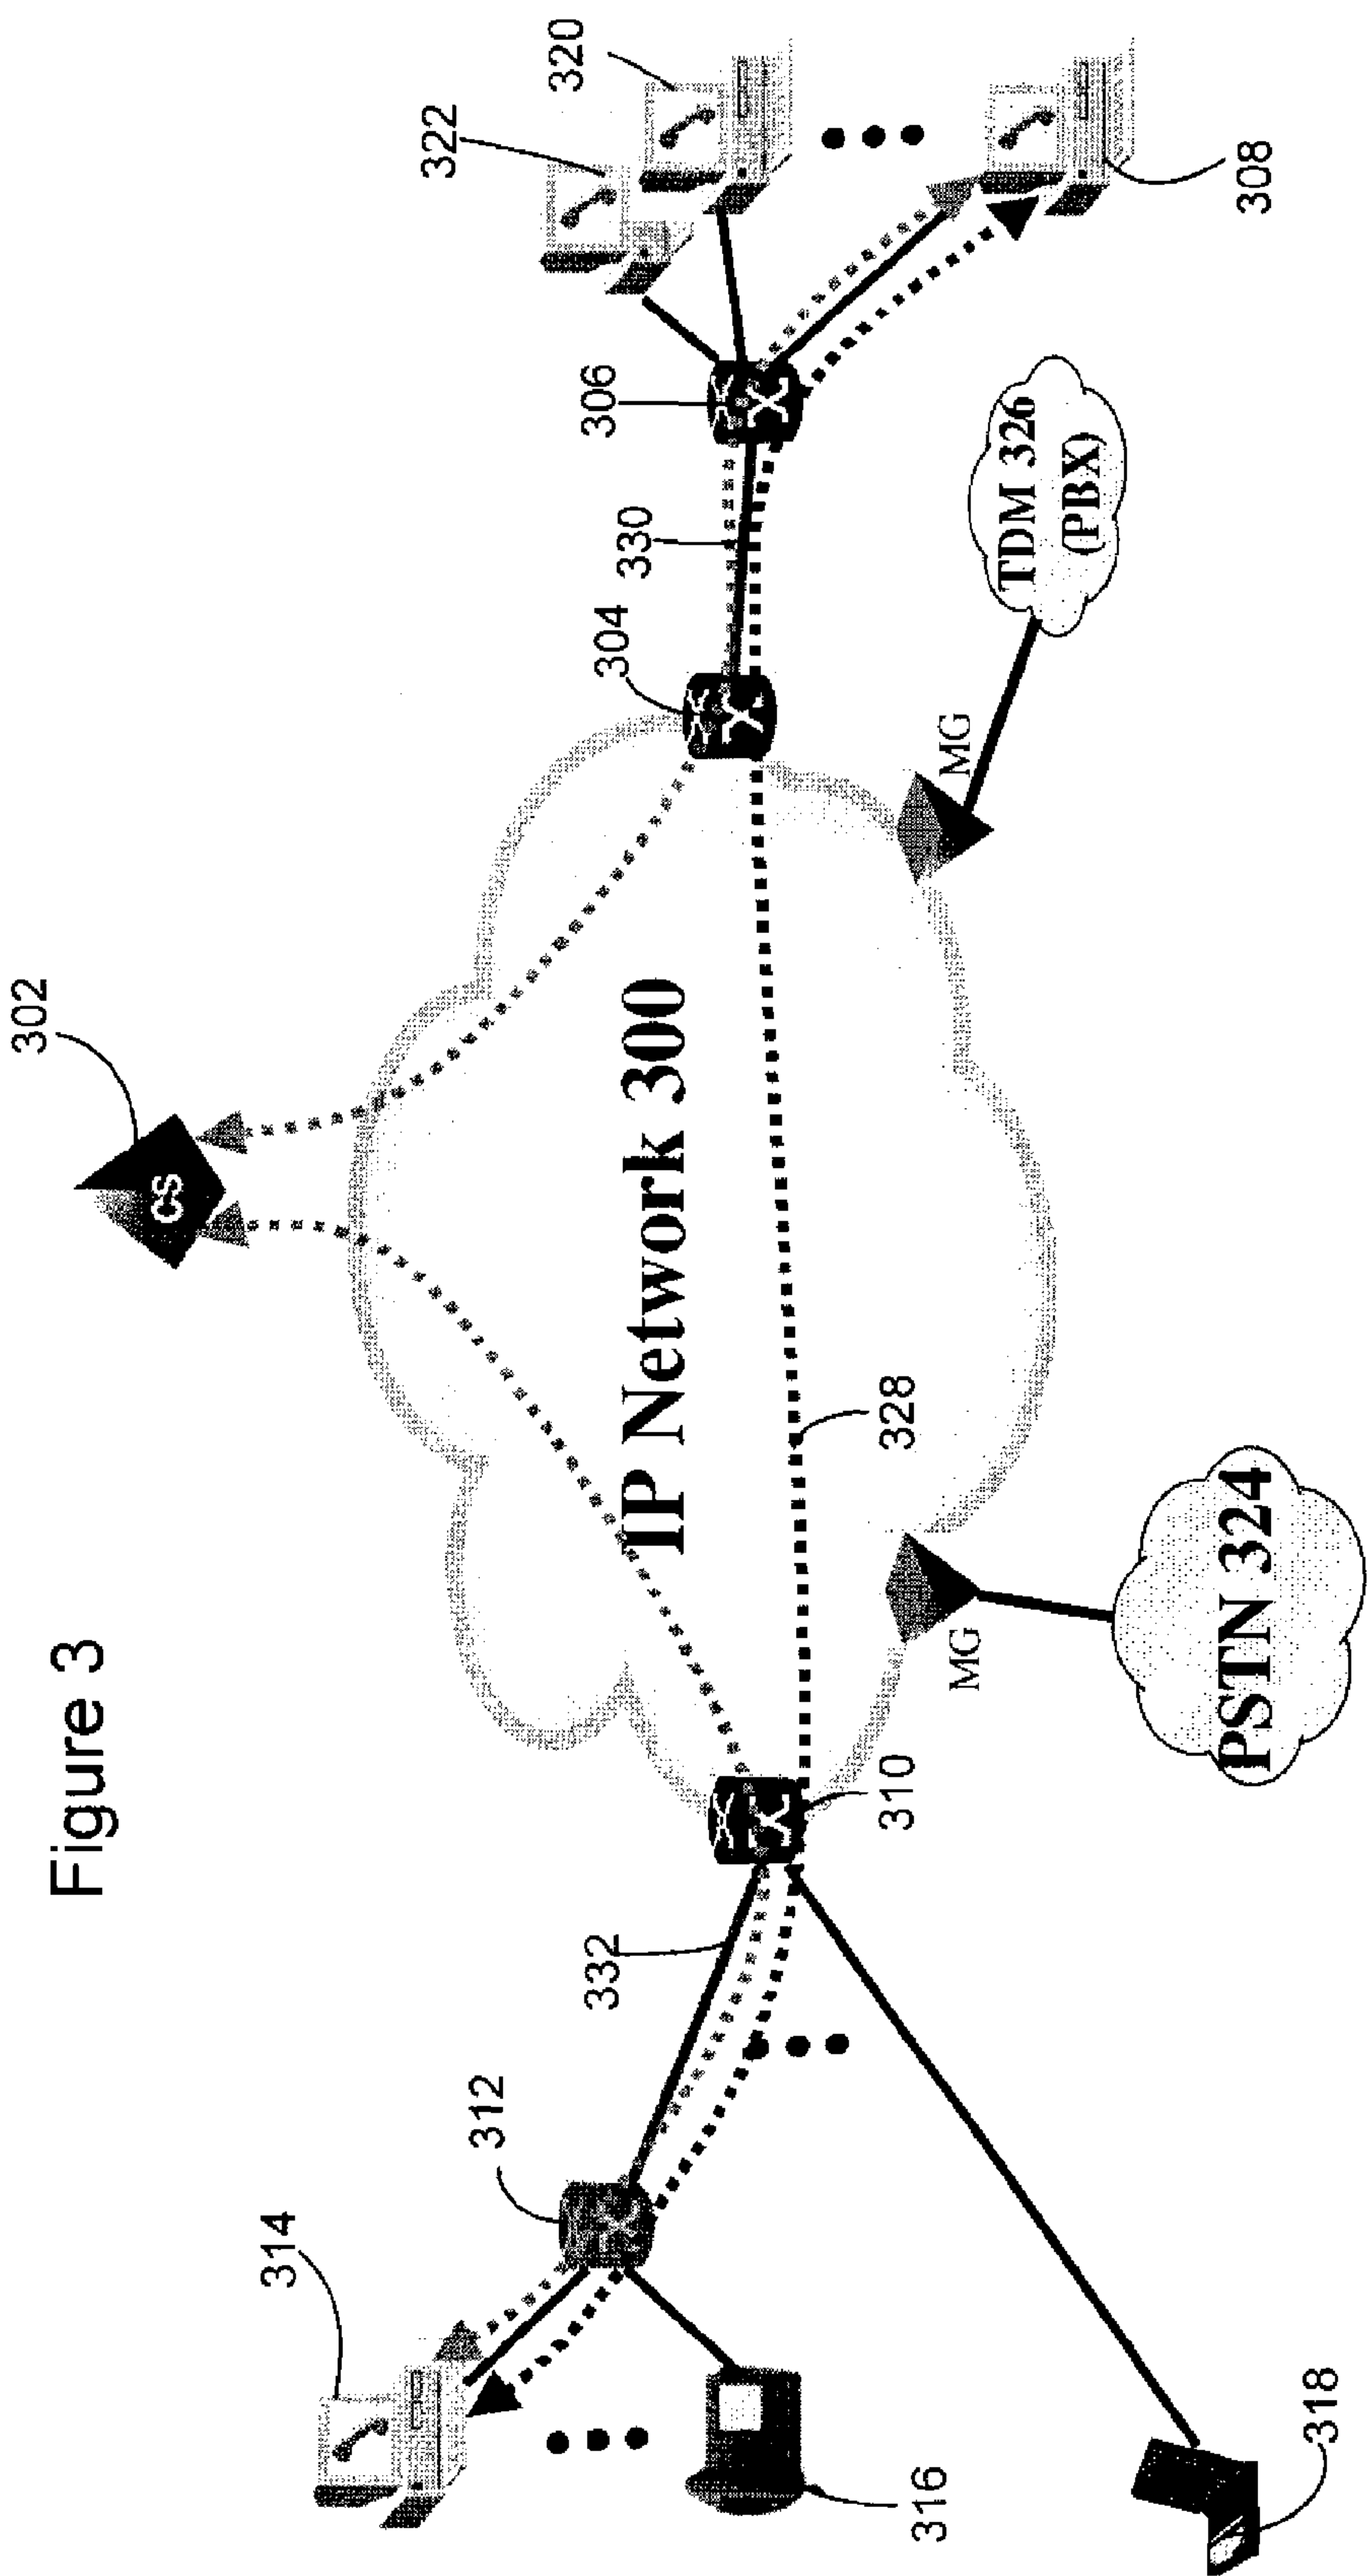 Figure 3
302
CS
314
312
332
322
320
304
330
306
IP Network 300
328
310
316
318
MG
PSTN 324
MG
TDM 326
(PBX)
308